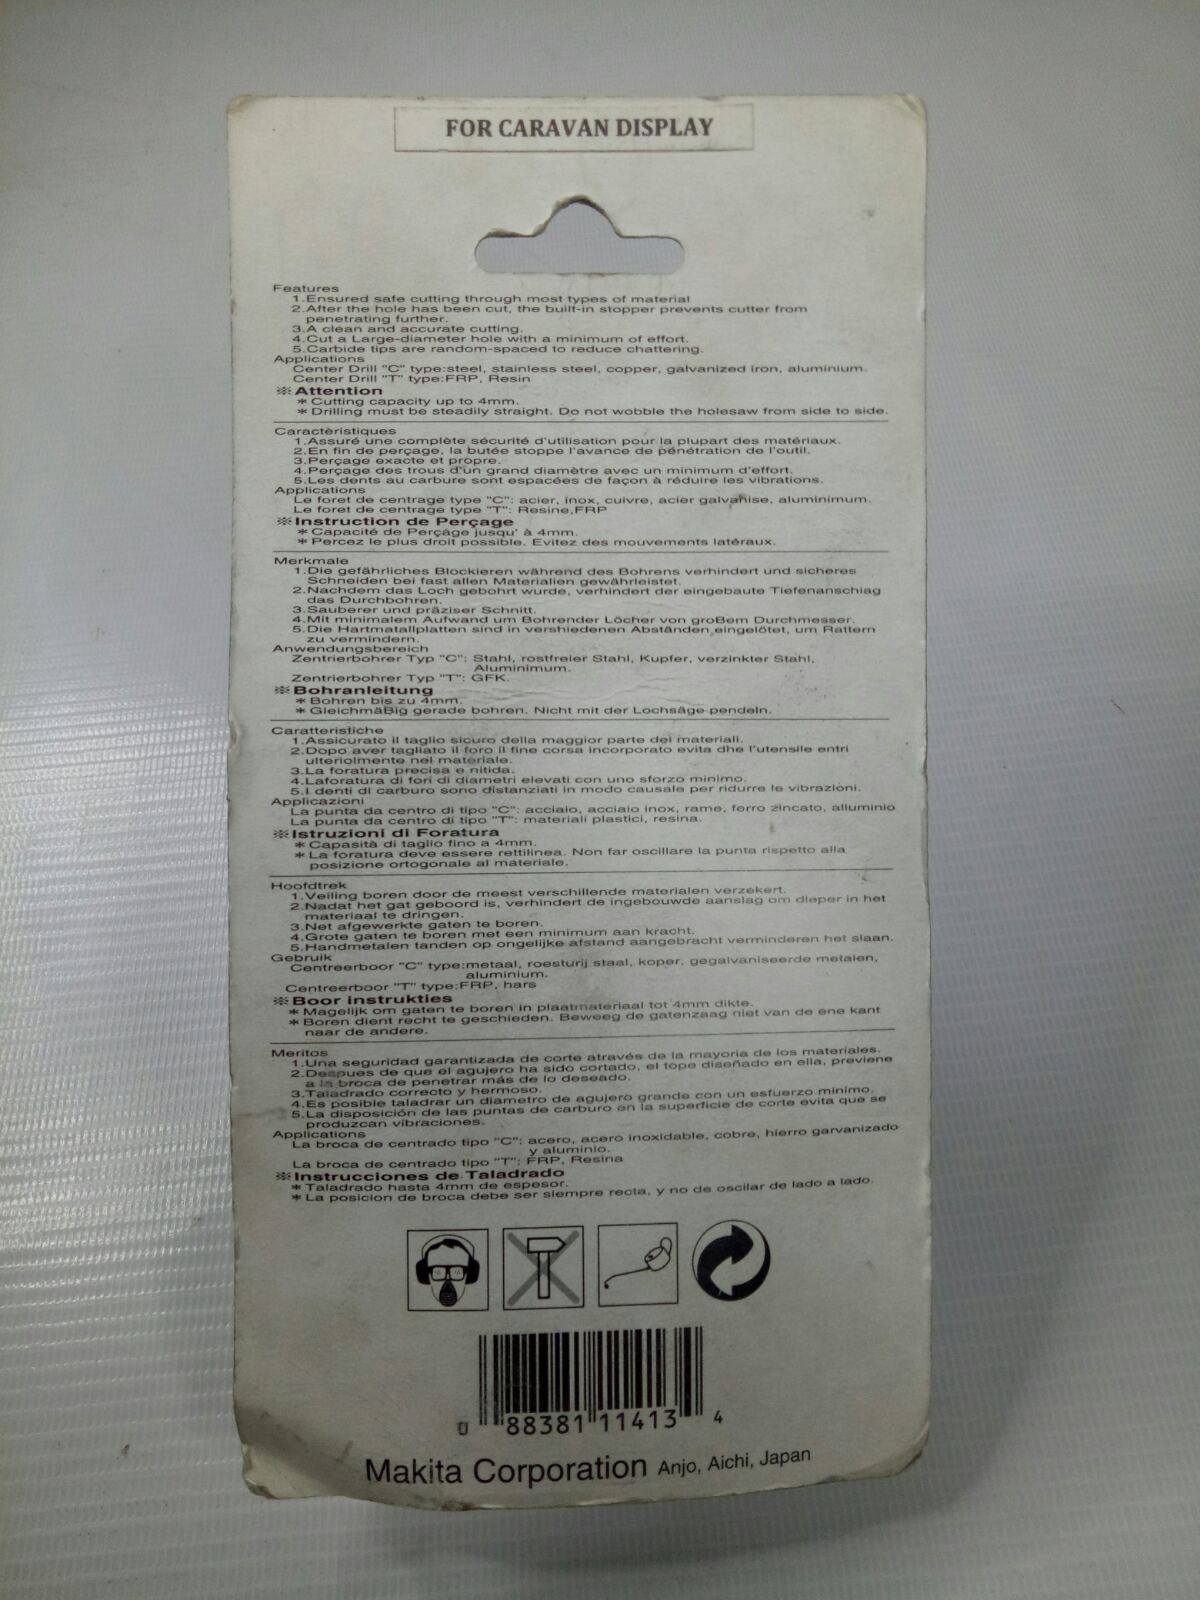 FOR CARAVAN DISPLAY
Features
1.Ensured safe cutting through most types of material
2.After the hole has been cut, the built-in stopper prevents cutter from
penetrating further.
3.A clean and accurate cutting.
4.Cut a Large-diameter hole with a minimum of effort.
5.Carbide tips are random-spaced to reduce chattering.
Applications
Center Drill "C" type:steel, stainless steel, copper, galvanized iron, aluminium.
Center Drill "T" type:FRP, Resin
※Attention
* Cutting capacity up to 4mm.
* Drilling must be steadily straight. Do not wobble the holesaw from side to side.
Caractèristiques
1.Assuré une complète sécurité d'utilisation pour la plupart des matériaux.
2.En fin de perçage, la butée stoppe l'avance de pénétration de l'outil.
3.Perçage exacte et propre.
4.Perçage des trous d'un grand diamètre avec un minimum d'effort.
5.Les dents au carbure sont espacées de façon à réduire les vibrations.
Applications
Le foret de centrage type "C": acier, inox, cuivre, acier galvanise, aluminimum.
Le foret de centrage type "T": Resine,FRP
※Instruction de Perçage
* Capacité de Perçâge jusqu' à 4mm.
* Percez le plus droit possible. Evitez des mouvements latéraux.
Merkmale
1.Die gefährliches Blockieren während des Bohrens verhindert und sicheres
Schneiden bei fast allen Materialien gewährleistet.
2.Nachdem das Loch gebohrt wurde, verhindert der eingebaute Tiefenanschlag
das Durchbohren.
3.Sauberer und präziser Schnitt.
4.Mit minimalem Aufwand um Bohrender Löcher von groBem Durchmesser.
5.Die Hartmatallplatten sind in vershiedenen Abständen eingelötet, um Rattern
zu vermindern.
Anwendungsbereich
Zentrierbohrer Typ "C": Stahl, rostfreier Stahl, Kupfer, verzinkter Stahl,
Aluminimum.
Zentrierbohrer Typ "T": GFK.
※Bohranleitung
* Bohren bis zu 4mm.
* GleichmäBig gerade bohren. Nicht mit der Lochsäge pendeln.
Caratteristiche
1.Assicurato il taglio sicuro della maggior parte dei materiali.
2.Dopo aver tagliato il foro il fine corsa incorporato evita dhe l'utensile entri
ulteriolmente nel materiale.
3.La foratura precisa e nitida.
4.Laforatura di fori di diametri elevati con uno sforzo minimo.
5.I denti di carburo sono distanziati in modo causale per ridurre le vibrazioni.
Applicazioni
La punta da centro di tipo "C": acciaio, acciaio inox, rame, ferro zincato, alluminio
La punta da centro di tipo "T": materiali plastici, resina.
※Istruzioni di Foratura
* Capasità di taglio fino a 4mm.
* La foratura deve essere rettilinea. Non far oscillare la punta rispetto alla
posizione ortogonale al materiale.
Hoofdtrek
1.Veiling boren door de meest verschillende materialen verzekert.
2.Nadat het gat geboord is, verhindert de ingebouwde aanslag om dieper in het
materiaal te dringen.
3.Net afgewerkte gaten te boren.
4.Grote gaten te boren met een minimum aan kracht.
5.Handmetalen tanden op ongelijke afstand aangebracht verminderen het slaan.
Gebruik
Centreerboor "C" type:metaal, roesturij staal, koper, gegalvaniseerde metalen,
aluminium.
Centreerboor "T" type:FRP, hars
※Boor instrukties
* Magelijk om gaten te boren in plaatmateriaal tot 4mm dikte.
* Boren dient recht te geschieden. Beweeg de gatenzaag niet van de ene kant
naar de andere.
Meritos
1.Una seguridad garantizada de corte através de la mayoria de los materiales.
2.Despues de que el agujero ha sido cortado, el tope diseñado en ella, previene
a la broca de penetrar más de lo deseado.
3.Taladrado correcto y hermoso.
4.Es posible taladrar un diametro de agujero grande con un esfuerzo minimo.
5.La disposición de las puntas de carburo en la superficie de corte evita que se
produzcan vibraciones.
Applications
La broca de centrado tipo "C": acero, acero inoxidable, cobre, hierro garvanizado
y aluminio.
La broca de centrado tipo "T": FRP, Resina
※Instrucciones de Taladrado
* Taladrado hasta 4mm de espesor.
* La posicion de broca debe ser siempre recta, y no de oscilar de lado a lado.
0 88381 11413 4
Makita Corporation Anjo, Aichi, Japan